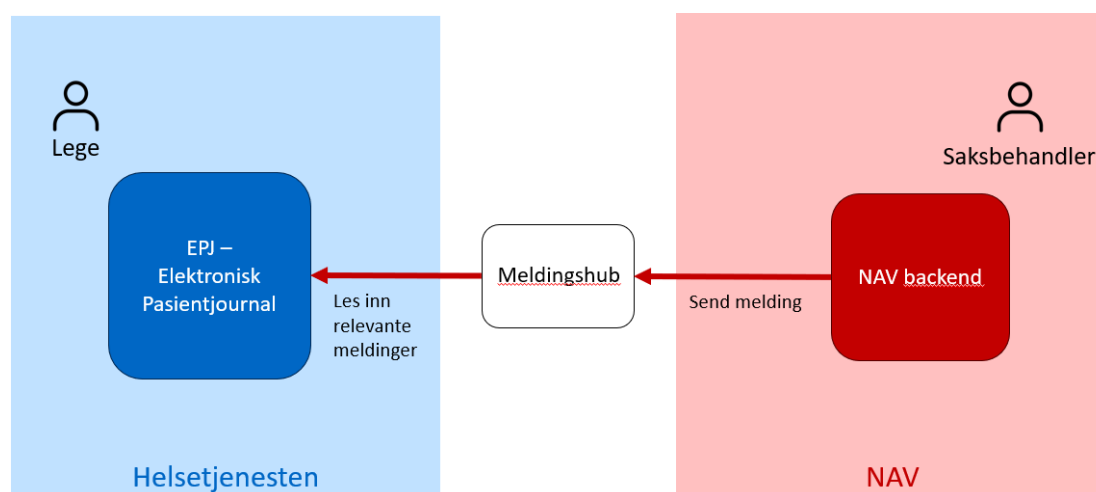 Lege
Saksbehandler
EPJ –
Elektronisk
Pasientjournal
Meldingshub
NAV backend
Les inn
relevante
meldinger
Send melding
Helsetjenesten
NAV